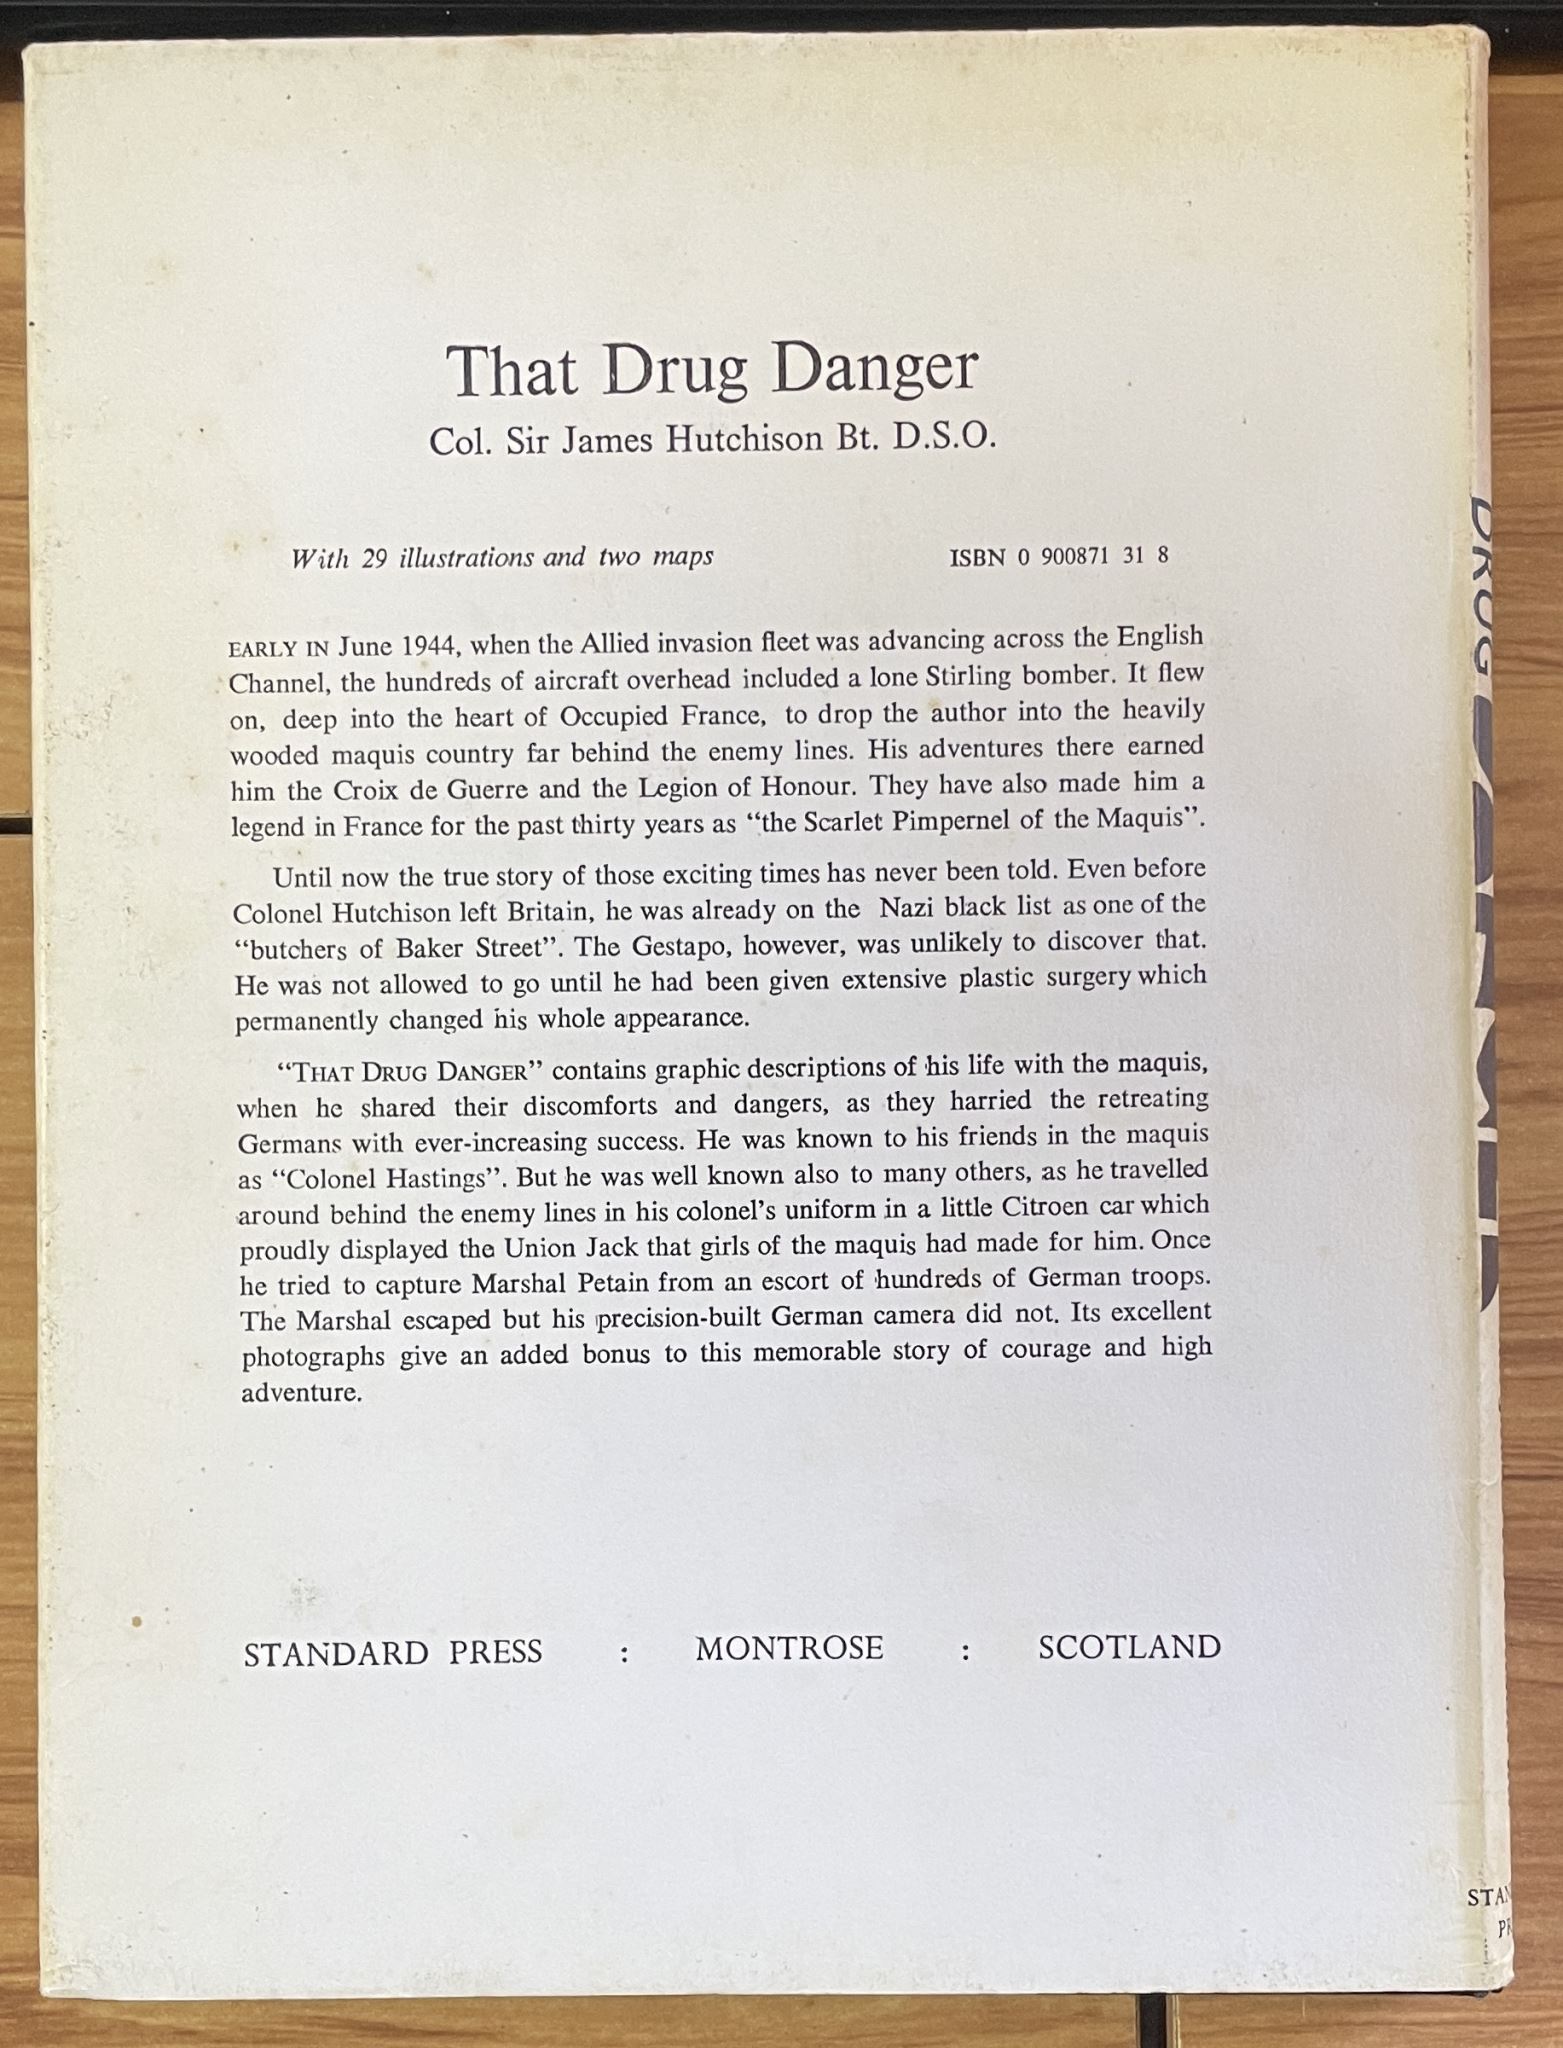 That Drug Danger
Col. Sir James Hutchison Bt. D.S.O.
With 29 illustrations and two maps ISBN 0 900871 31 8
EARLY IN June 1944, when the Allied invasion fleet was advancing across the English
Channel, the hundreds of aircraft overhead included a lone Stirling bomber. It flew
on, deep into the heart of Occupied France, to drop the author into the heavily
wooded maquis country far behind the enemy lines. His adventures there earned
him the Croix de Guerre and the Legion of Honour. They have also made him a
legend in France for the past thirty years as “the Scarlet Pimpernel of the Maquis”.
Until now the true story of those exciting times has never been told. Even before
Colonel Hutchison left Britain, he was already on the Nazi black list as one of the
“butchers of Baker Street”. The Gestapo, however, was unlikely to discover that.
He was not allowed to go until he had been given extensive plastic surgery which
permanently changed his whole appearance.
“THAT DRUG DANGER” contains graphic descriptions of his life with the maquis,
when he shared their discomforts and dangers, as they harried the retreating
Germans with ever-increasing success. He was known to his friends in the maquis
as “Colonel Hastings”. But he was well known also to many others, as he travelled
around behind the enemy lines in his colonel’s uniform in a little Citroen car which
proudly displayed the Union Jack that girls of the maquis had made for him. Once
he tried to capture Marshal Petain from an escort of hundreds of German troops.
The Marshal escaped but his precision-built German camera did not. Its excellent
photographs give an added bonus to this memorable story of courage and high
adventure.
STANDARD PRESS : MONTROSE : SCOTLAND
DRUG